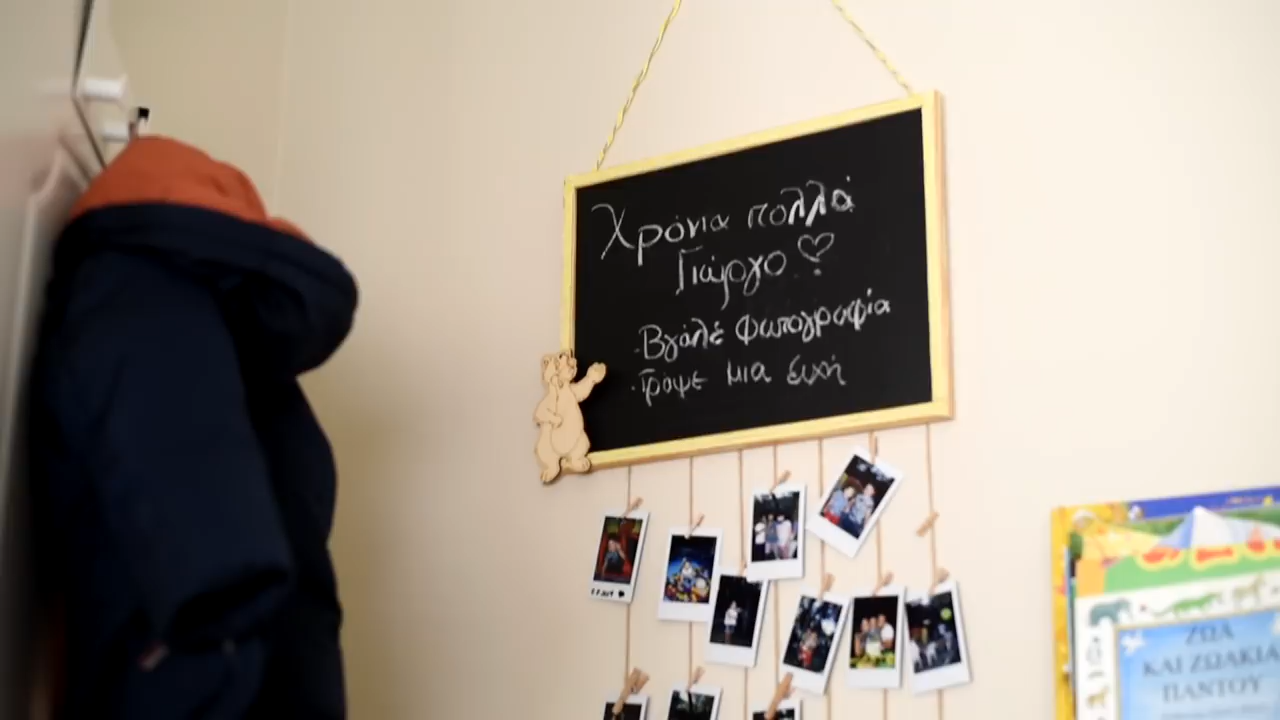 Χρόνια πολλά
Γιώργο ♡
·Βγάλε φωτογραφία
·Γράψε μια ευχή
ΖΩΑ
ΚΑΙ ΖΩΑΚΙΑ
ΠΑΝΤΟΥ